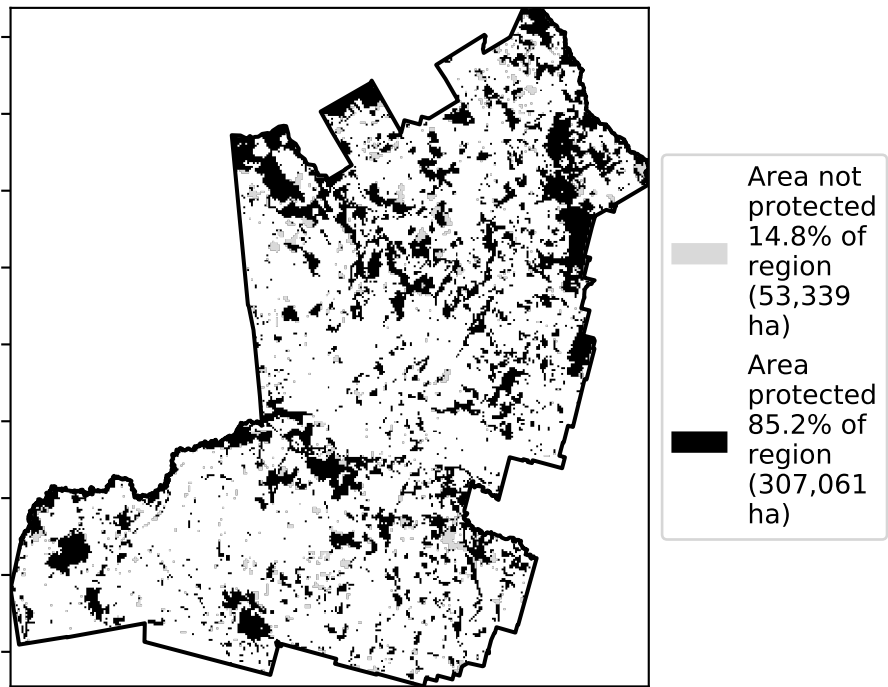 Area not
protected
14.8% of
region
(53,339
ha)
Area
protected
85.2% of
region
(307,061
ha)